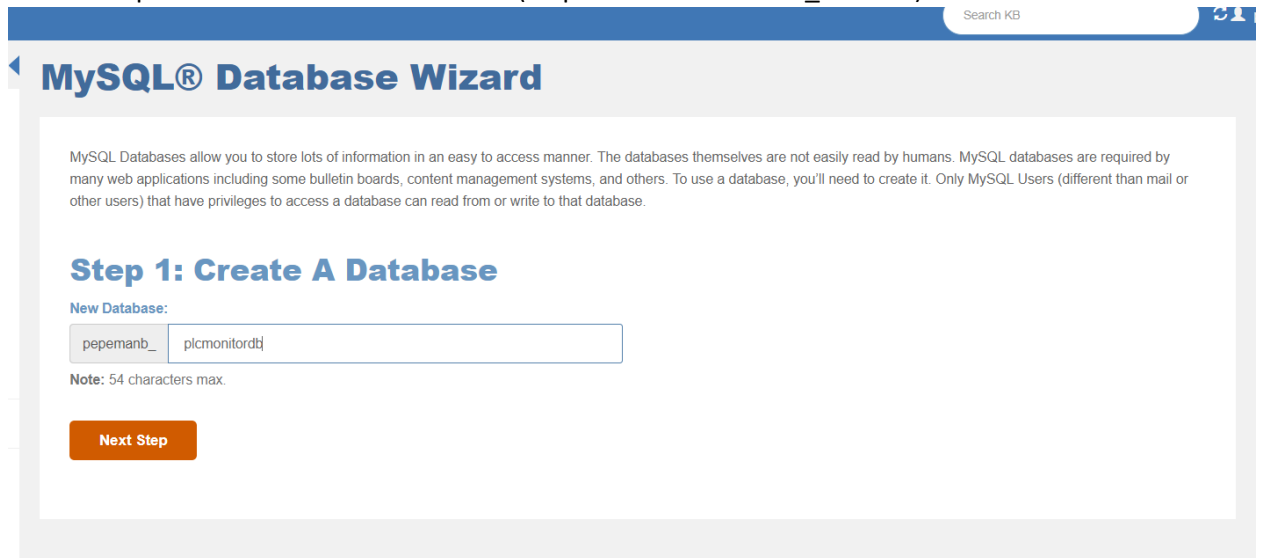 Search KB
MySQL® Database Wizard
MySQL Databases allow you to store lots of information in an easy to access manner. The databases themselves are not easily read by humans. MySQL databases are required by
many web applications including some bulletin boards, content management systems, and others. To use a database, you'll need to create it. Only MySQL Users (different than mail or
other users) that have privileges to access a database can read from or write to that database.
Step 1: Create A Database
New Database:
pepemanb_ plcmonitordb
Note: 54 characters max.
Next Step